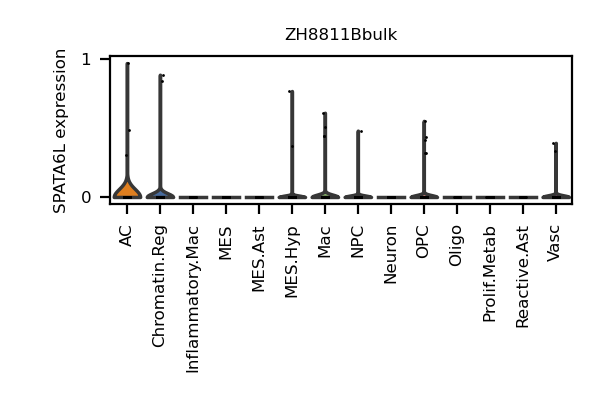 ZH8811Bbulk
SPATA6L expression
1
0
AC
Chromatin.Reg
Inflammatory.Mac
MES
MES.Ast
MES.Hyp
Mac
NPC
Neuron
OPC
Oligo
Prolif.Metab
Reactive.Ast
Vasc